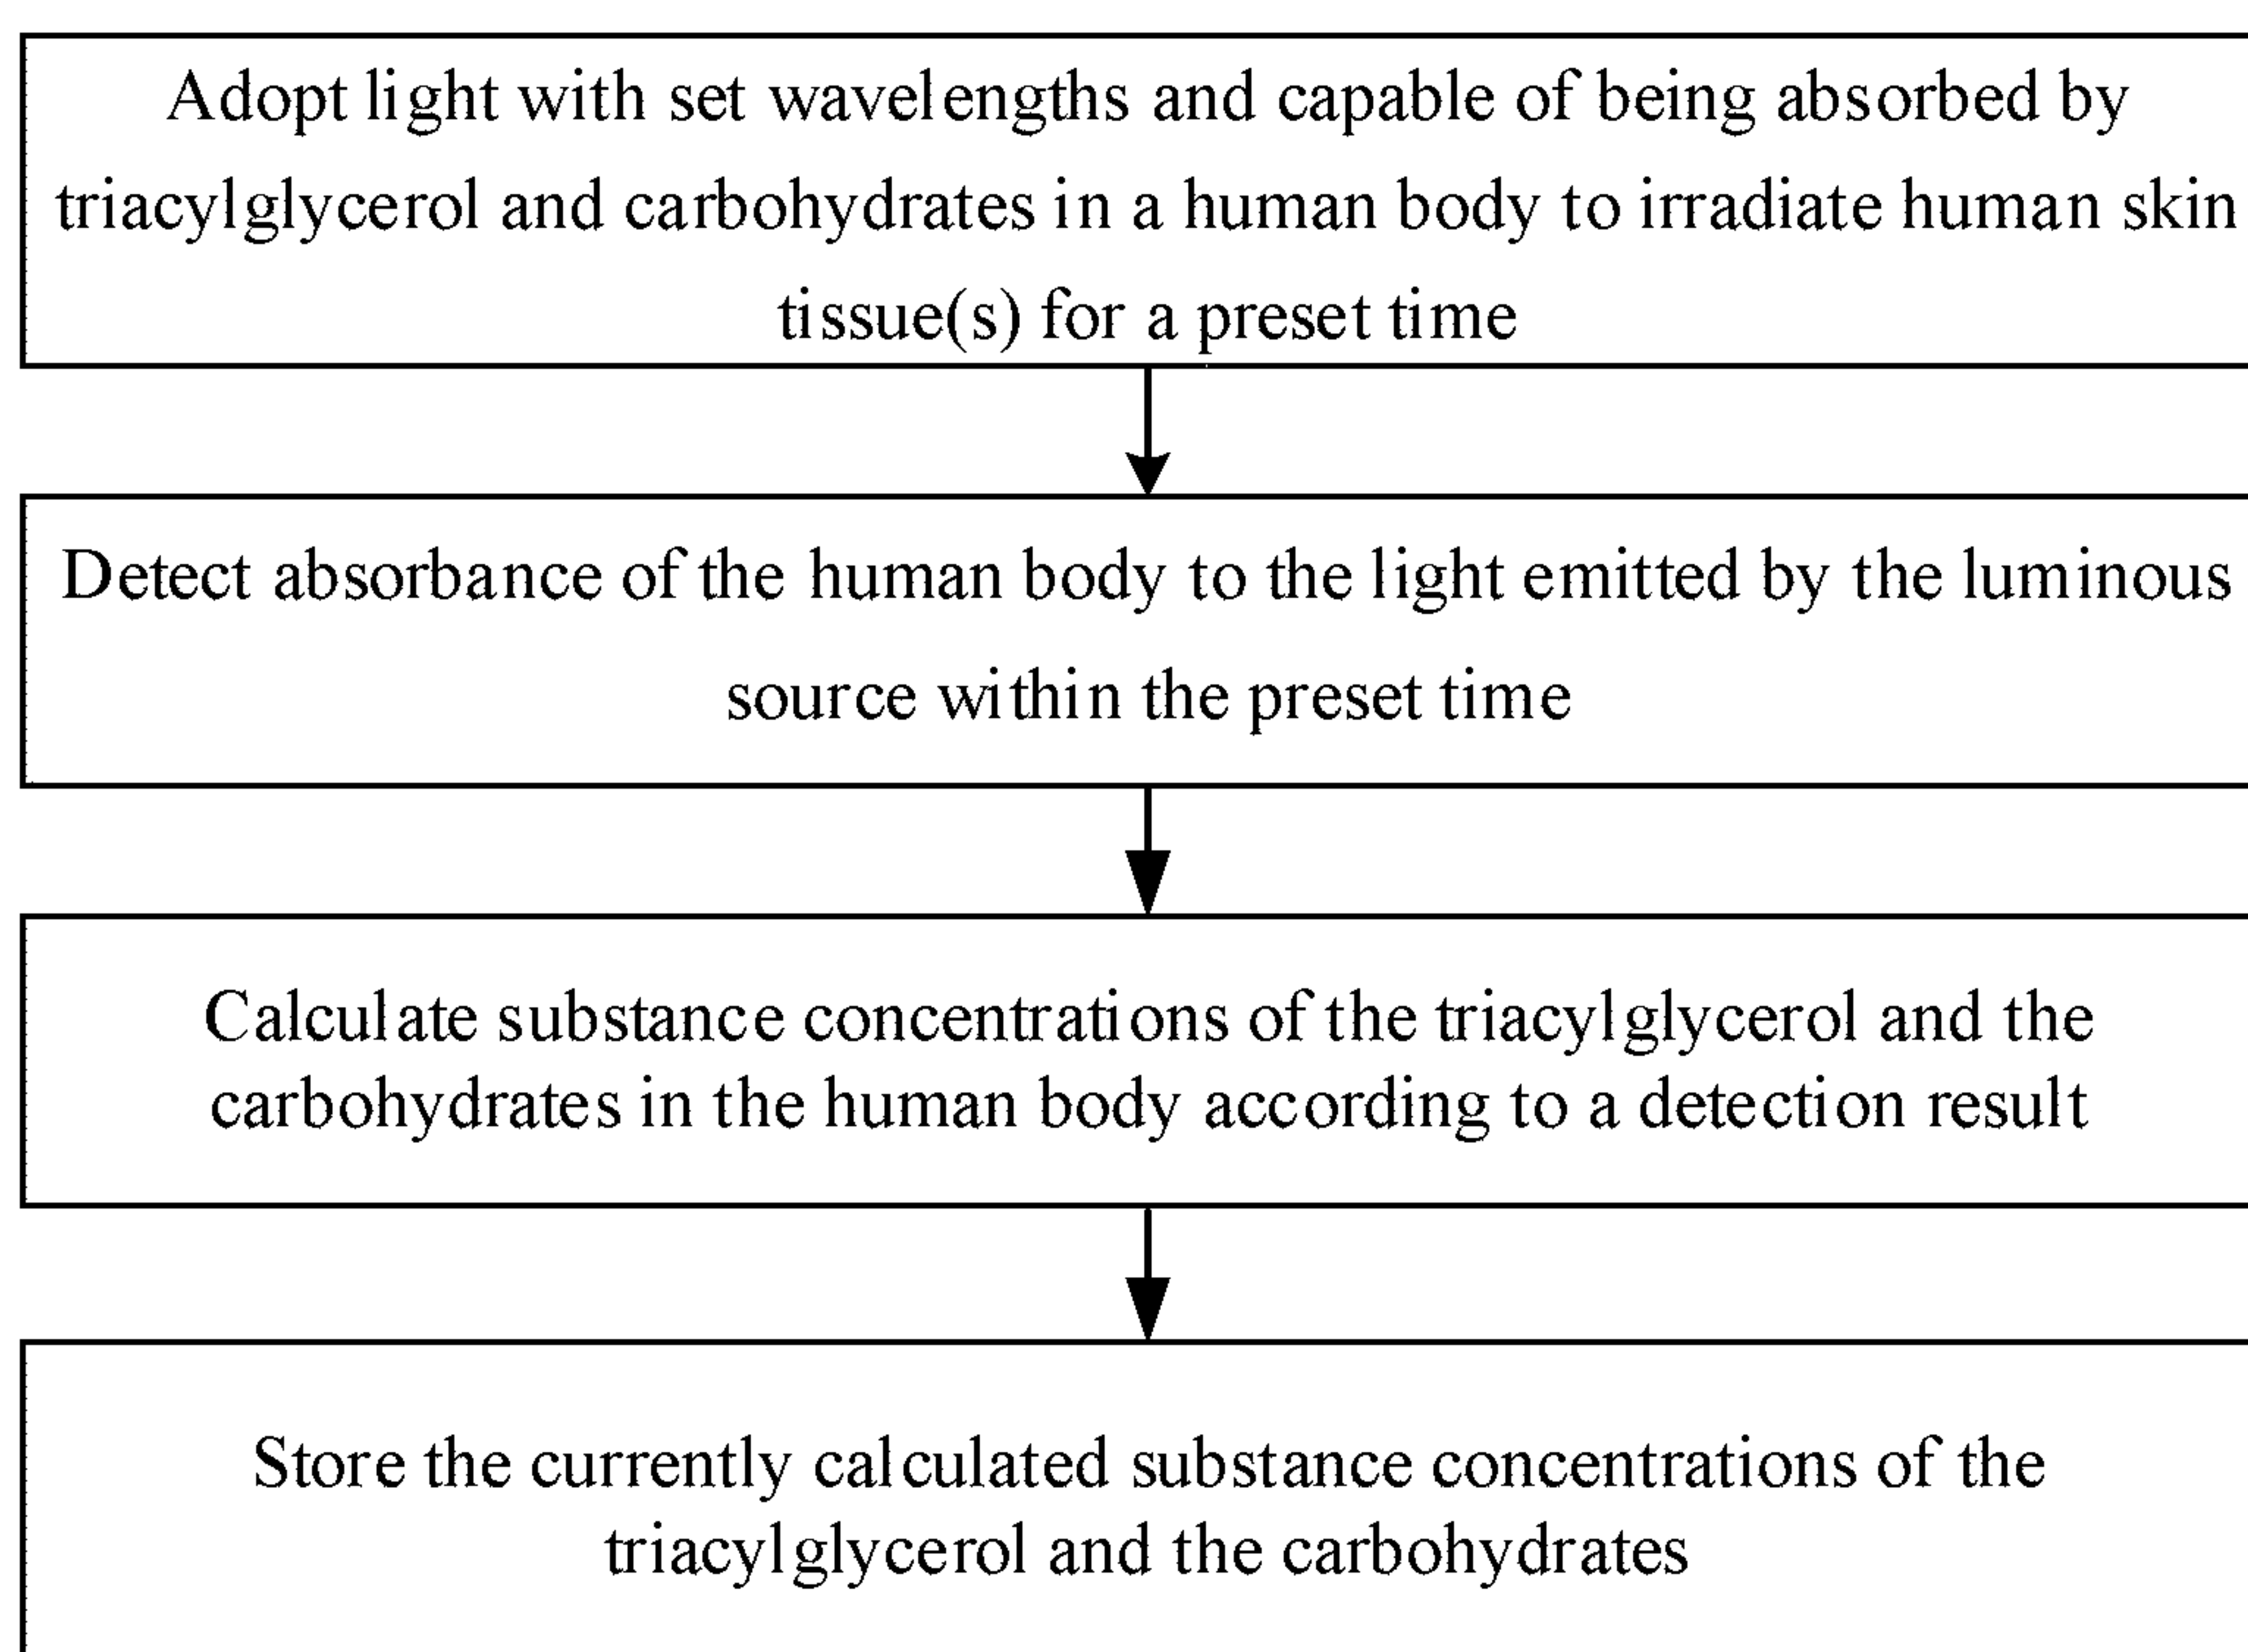 Adopt light with set wavelengths and capable of being absorbed by
triacylglycerol and carbohydrates in a human body to irradiate human skin
tissue(s) for a preset time
Detect absorbance of the human body to the light emitted by the luminous
source within the preset time
Calculate substance concentrations of the triacylglycerol and the
carbohydrates in the human body according to a detection result
Store the currently calculated substance concentrations of the
triacylglycerol and the carbohydrates